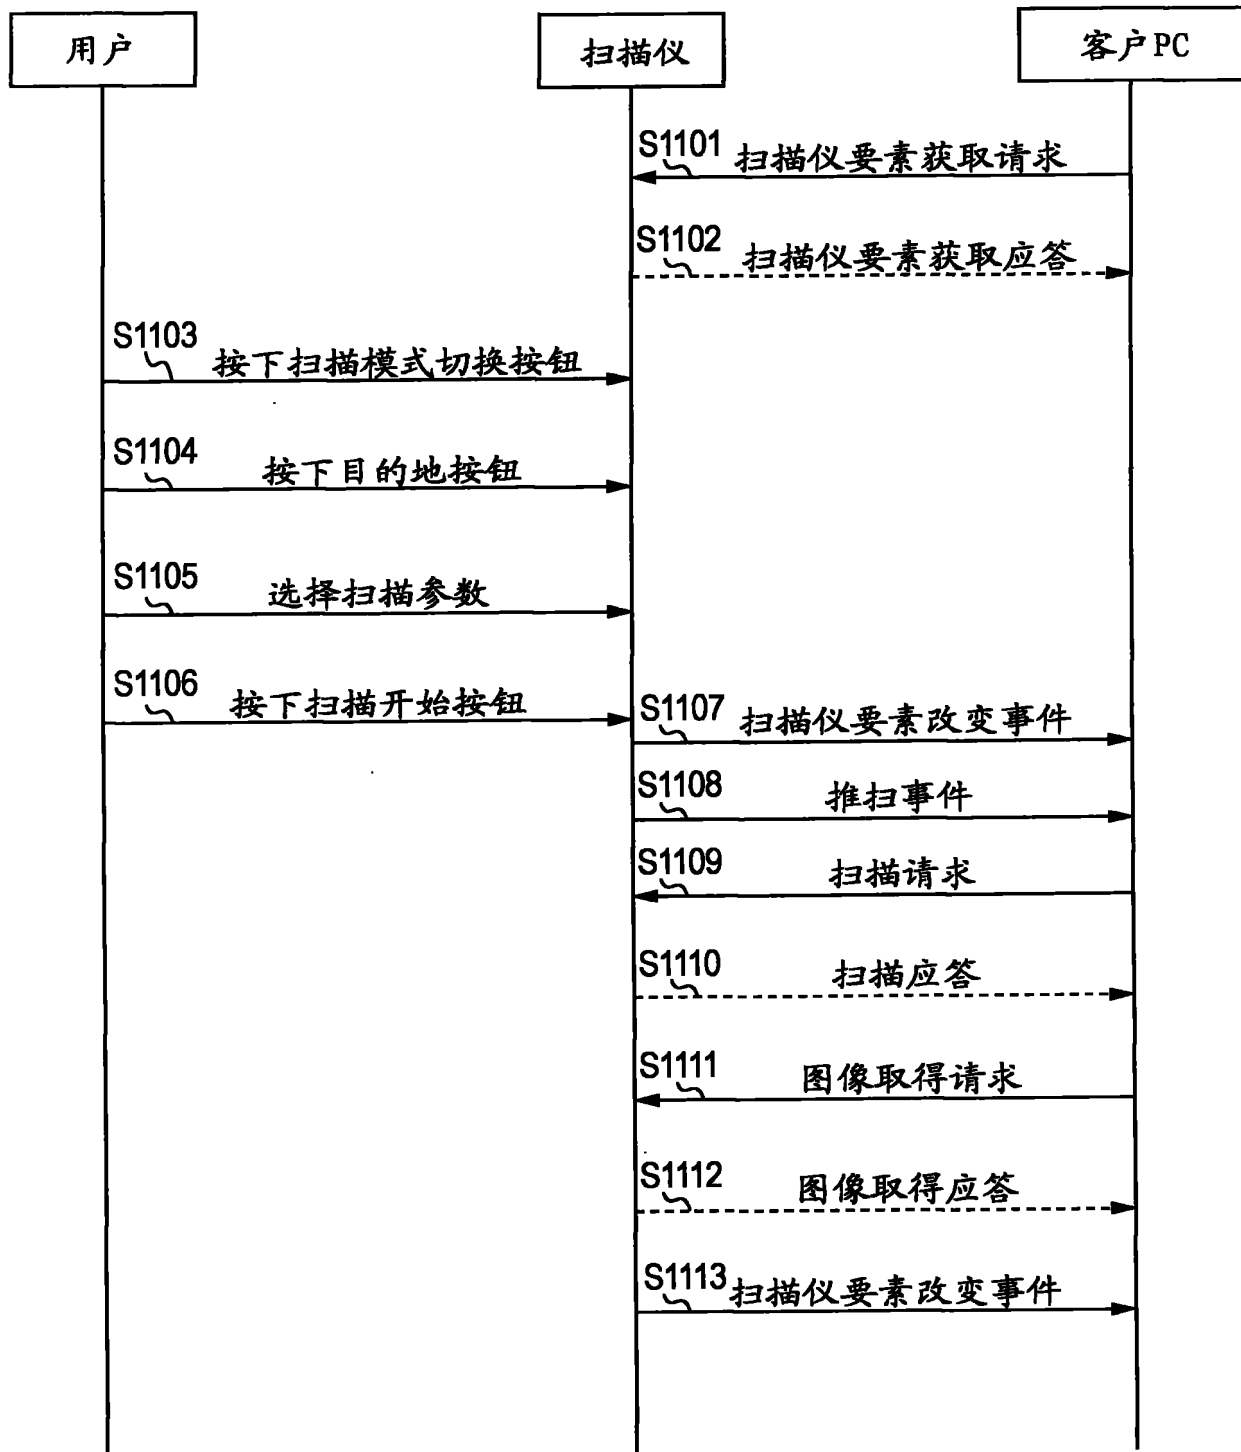 用户
扫描仪
客户PC
S1101 扫描仪要素获取请求
S1102 扫描仪要素获取应答
S1103 按下扫描模式切换按钮
S1104 按下目的地按钮
S1105 选择扫描参数
S1106 按下扫描开始按钮
S1107 扫描仪要素改变事件
S1108 推扫事件
S1109 扫描请求
S1110 扫描应答
S1111 图像取得请求
S1112 图像取得应答
S1113 扫描仪要素改变事件